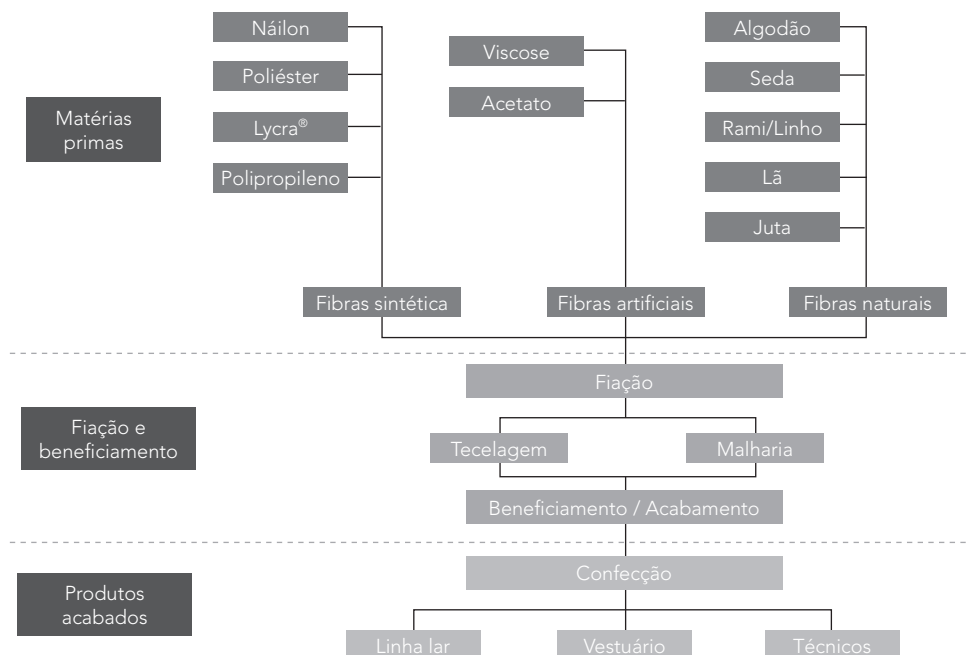 Náilon
Poliéster
Lycra®
Polipropileno
Viscose
Acetato
Algodão
Seda
Rami/Linho
Lã
Juta
Matérias
primas
Fibras sintética
Fibras artificiais
Fibras naturais
Fiação
Fiação e
beneficiamento
Tecelagem
Malharia
Beneficiamento / Acabamento
Confecção
Produtos
acabados
Linha lar
Vestuário
Técnicos